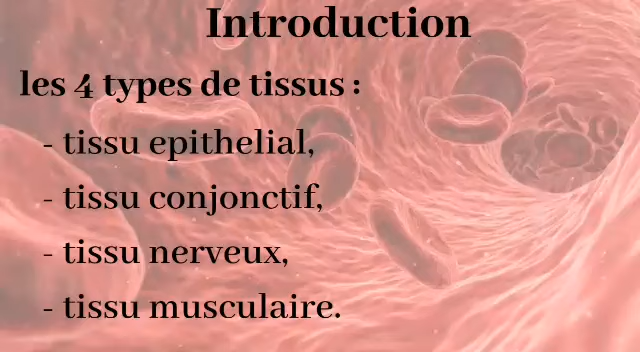 Introduction
les 4 types de tissus :
- tissu epithelial,
- tissu conjonctif,
- tissu nerveux,
- tissu musculaire.